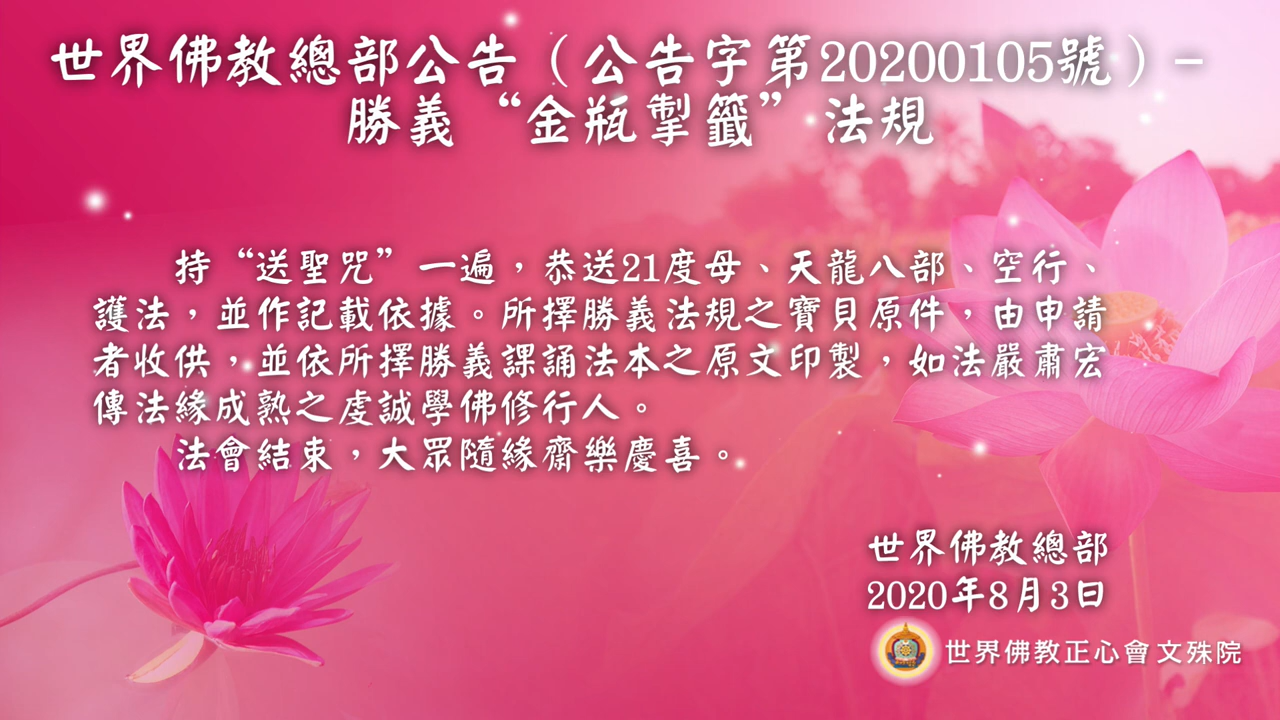 世界佛教總部公告（公告字第20200105號）-
勝義“金瓶掣籤”法規
持“送聖咒”一遍，恭送21度母、天龍八部、空行、
護法，並作記載依據。所擇勝義法規之寶貝原件，由申請
者收供，並依所擇勝義課誦法本之原文印製，如法嚴肅宏
傳法緣成熟之虔誠學佛修行人。
法會結束，大眾隨緣齋樂慶喜。
世界佛教總部
2020年8月3日
世界佛教正心會文殊院